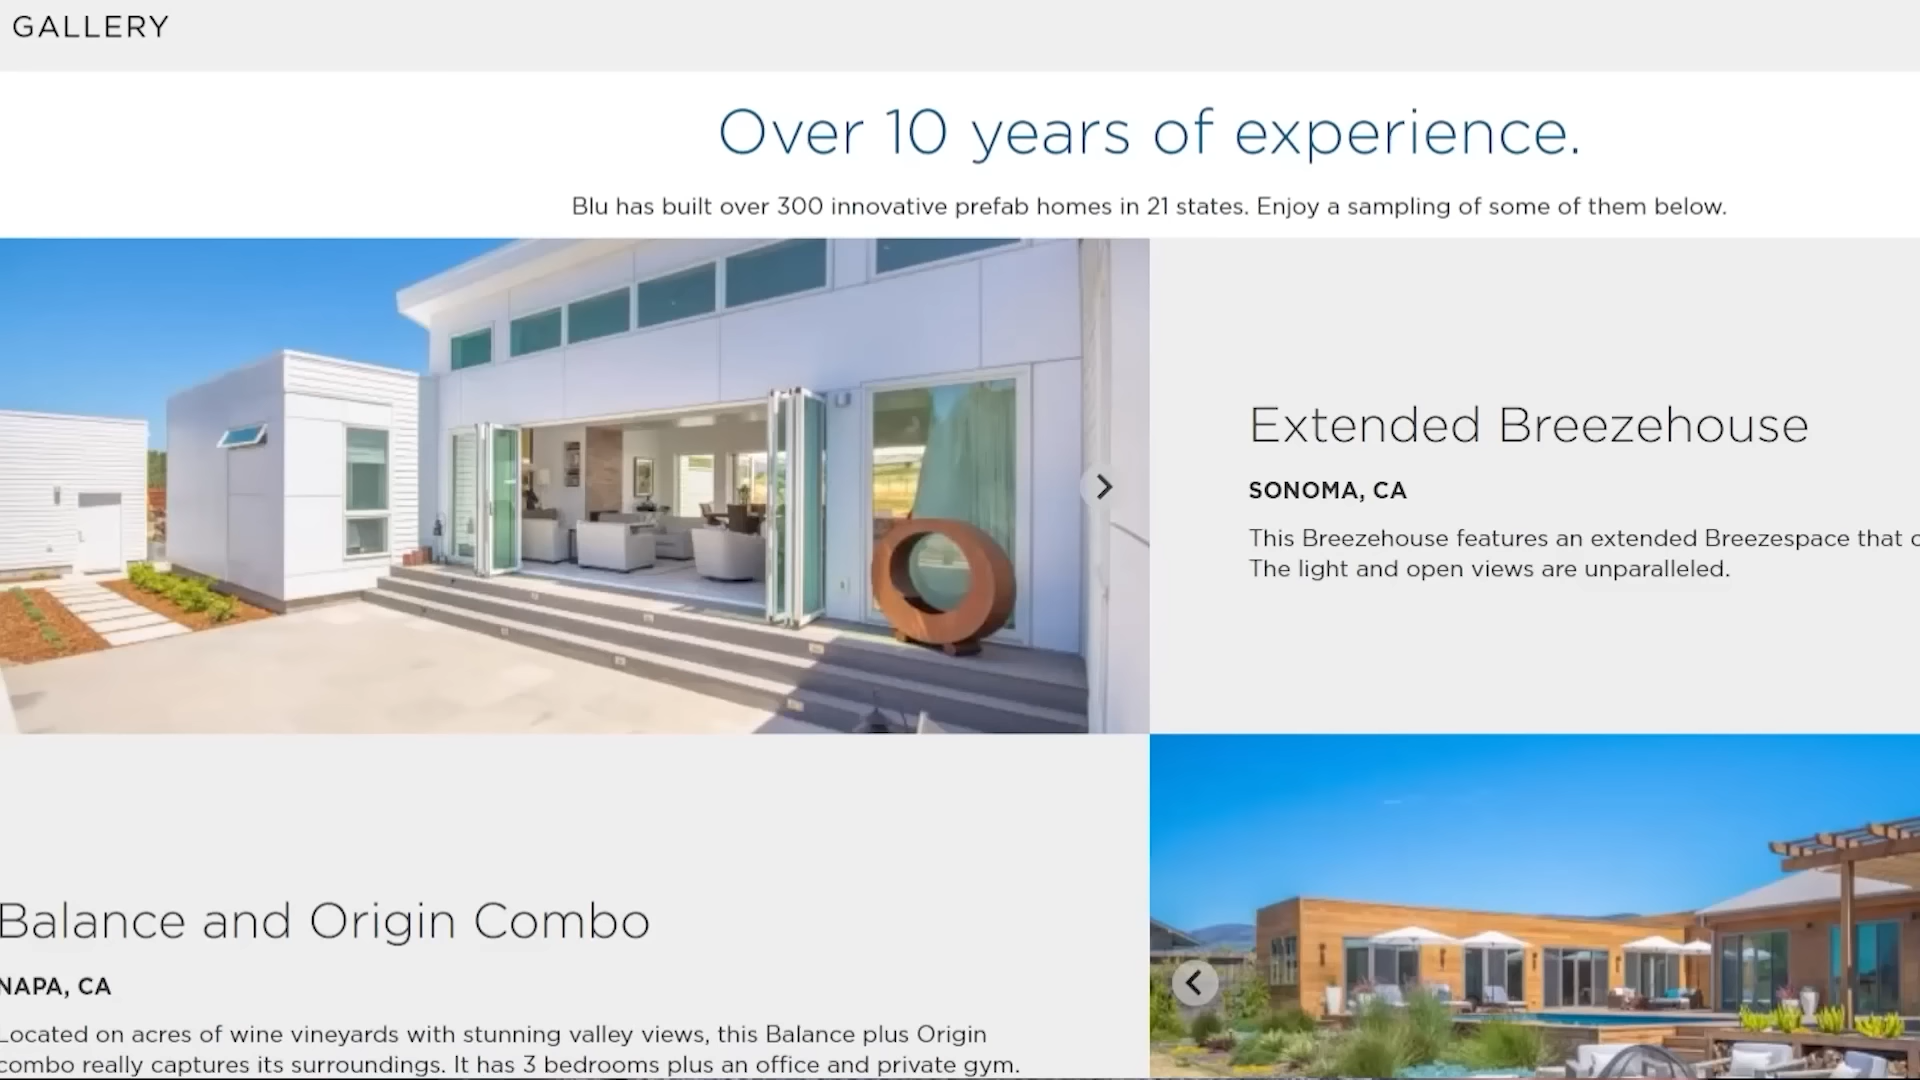 GALLERY
Over 10 years of experience.
Blu has built over 300 innovative prefab homes in 21 states. Enjoy a sampling of some of them below.
Extended Breezehouse
SONOMA, CA
This Breezehouse features an extended Breezespace that
The light and open views are unparalleled.
Balance and Origin Combo
NAPA, CA
Located on acres of wine vineyards with stunning valley views, this Balance plus Origin
combo really captures its surroundings. It has 3 bedrooms plus an office and private gym.